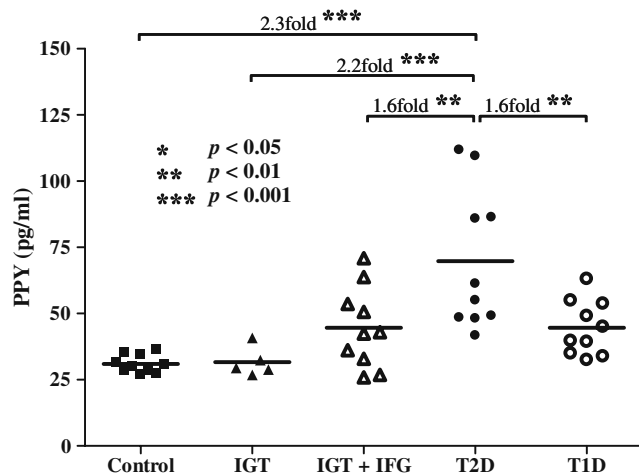 2.3fold ***
2.2fold ***
1.6fold **
1.6fold **
* p < 0.05
** p < 0.01
*** p < 0.001
PPY (pg/ml)
150
125
100
75
50
25
0
Control
IGT
IGT + IFG
T2D
T1D